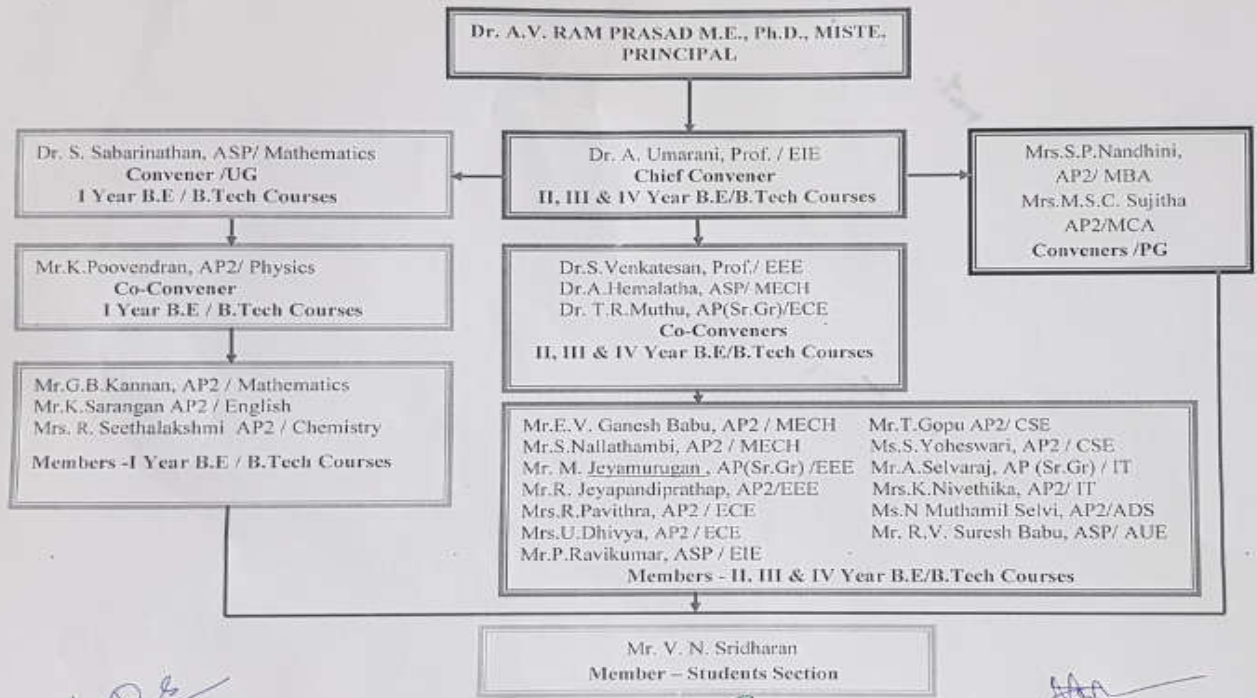 Dr. A.V. RAM PRASAD M.E., Ph.D., MISTE.
PRINCIPAL
Dr. S. Sabarinathan, ASP/ Mathematics
Convener /UG
I Year B.E / B.Tech Courses
Dr. A. Umarani, Prof. / EIE
Chief Convener
II, III & IV Year B.E/B.Tech Courses
Mrs.S.P.Nandhini,
AP2/ MBA
Mrs.M.S.C. Sujitha
AP2/MCA
Conveners /PG
Mr.K.Poovendran, AP2/ Physics
Co-Convener
I Year B.E / B.Tech Courses
Dr.S.Venkatesan, Prof./ EEE
Dr.A.Hemalatha, ASP/ MECH
Dr. T.R.Muthu, AP(Sr.Gr)/ECE
Co-Conveners
II, III & IV Year B.E/B.Tech Courses
Mr.G.B.Kannan, AP2 / Mathematics
Mr.K.Sarangan AP2 / English
Mrs. R. Seethalakshmi AP2 / Chemistry
Members -I Year B.E / B.Tech Courses
Mr.E.V. Ganesh Babu, AP2 / MECH
Mr.S.Nallathambi, AP2 / MECH
Mr. M. Jeyamurugan , AP(Sr.Gr) /EEE
Mr.R. Jeyapandiprathap, AP2/EEE
Mrs.R.Pavithra, AP2 / ECE
Mrs.U.Dhivya, AP2 / ECE
Mr.P.Ravikumar, ASP / EIE
Mr.T.Gopu AP2/ CSE
Ms.S.Yoheswari, AP2 / CSE
Mr.A.Selvaraj, AP (Sr.Gr) / IT
Mrs.K.Nivethika, AP2/ IT
Ms.N Muthamil Selvi, AP2/ADS
Mr. R.V. Suresh Babu, ASP/ AUE
Members - II, III & IV Year B.E/B.Tech Courses
Mr. V. N. Sridharan
Member – Students Section